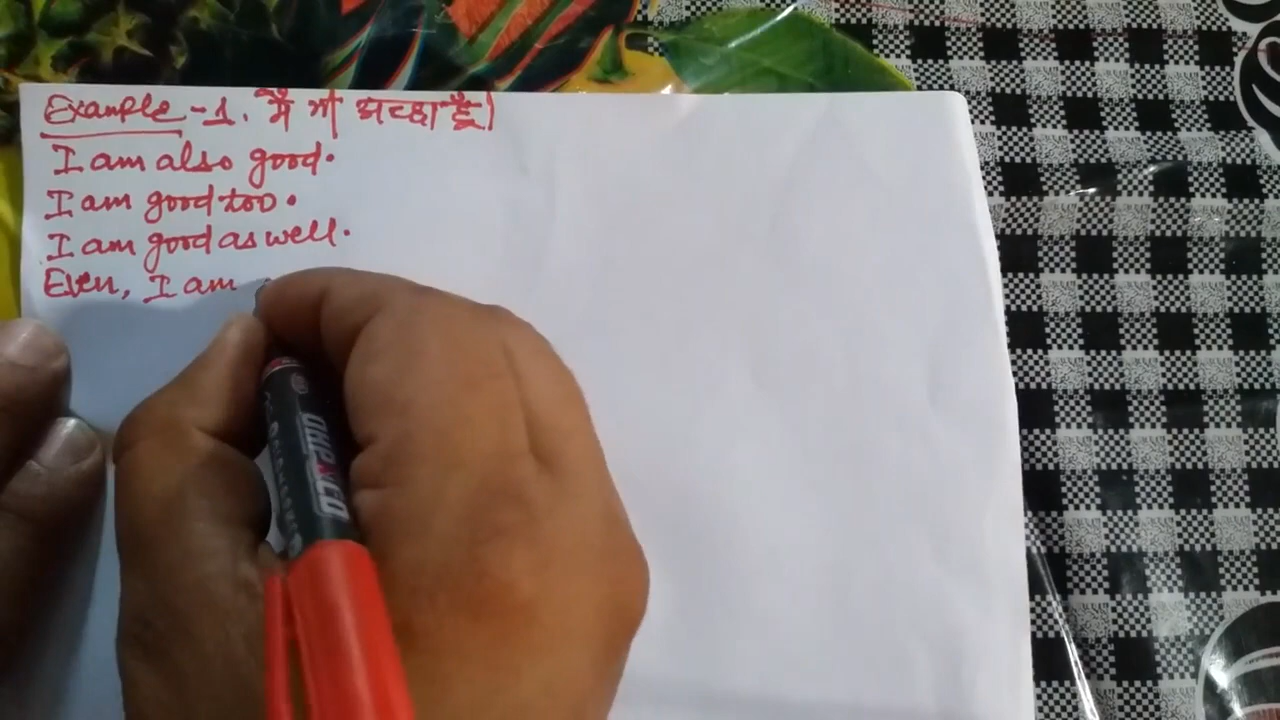 Example -1. मैं भी अच्छा हूँ।
I am also good.
I am good too.
I am good as well.
Even, I am